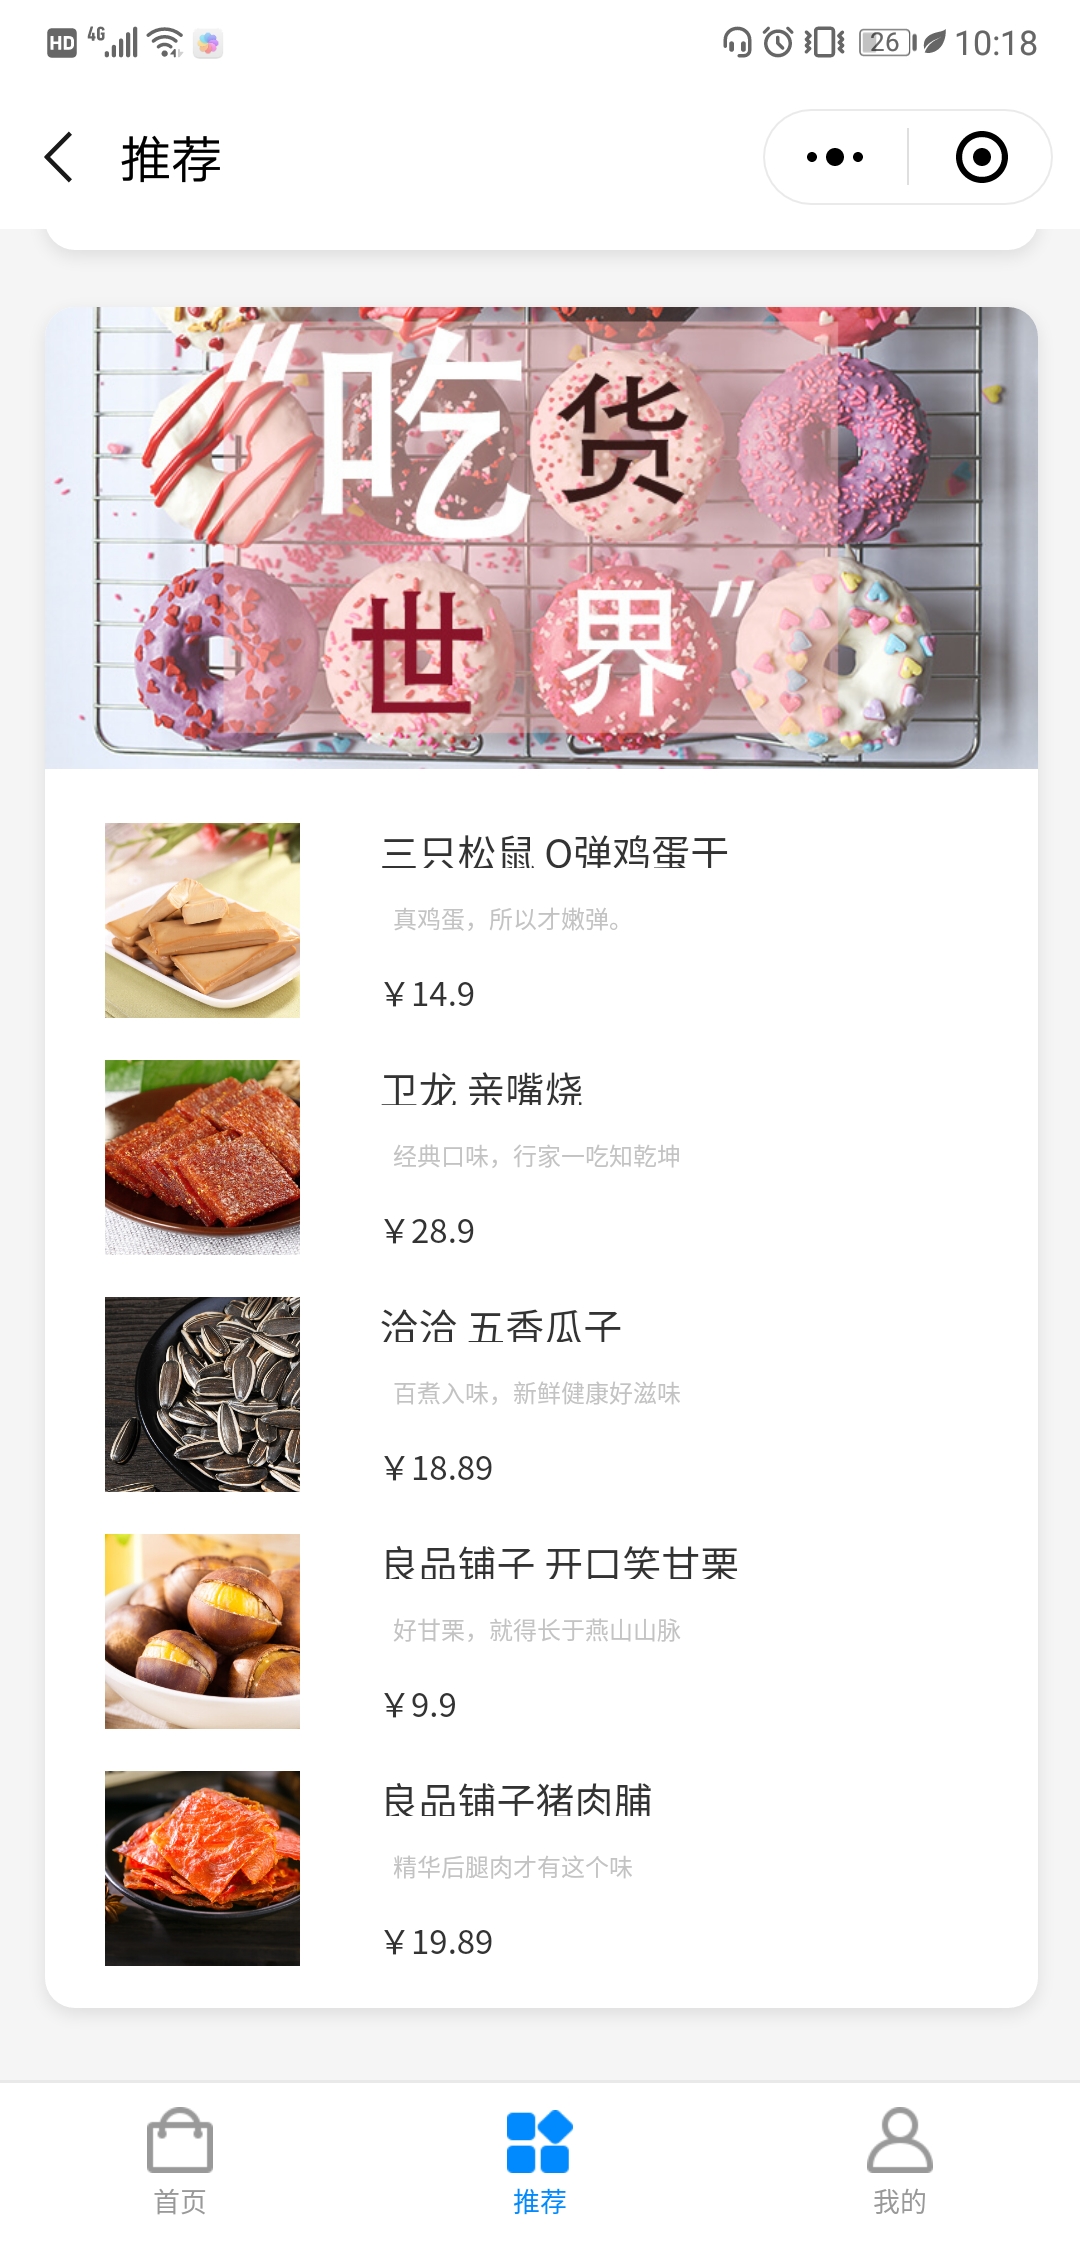 HD 4G 26 10:18
推荐
“吃货
世界”
三只松鼠 O弹鸡蛋干
真鸡蛋，所以才嫩弹。
￥14.9
卫龙 亲嘴烧
经典口味，行家一吃知乾坤
￥28.9
洽洽 五香瓜子
百煮入味，新鲜健康好滋味
￥18.89
良品铺子 开口笑甘栗
好甘栗，就得长于燕山山脉
￥9.9
良品铺子猪肉脯
精华后腿肉才有这个味
￥19.89
首页 推荐 我的